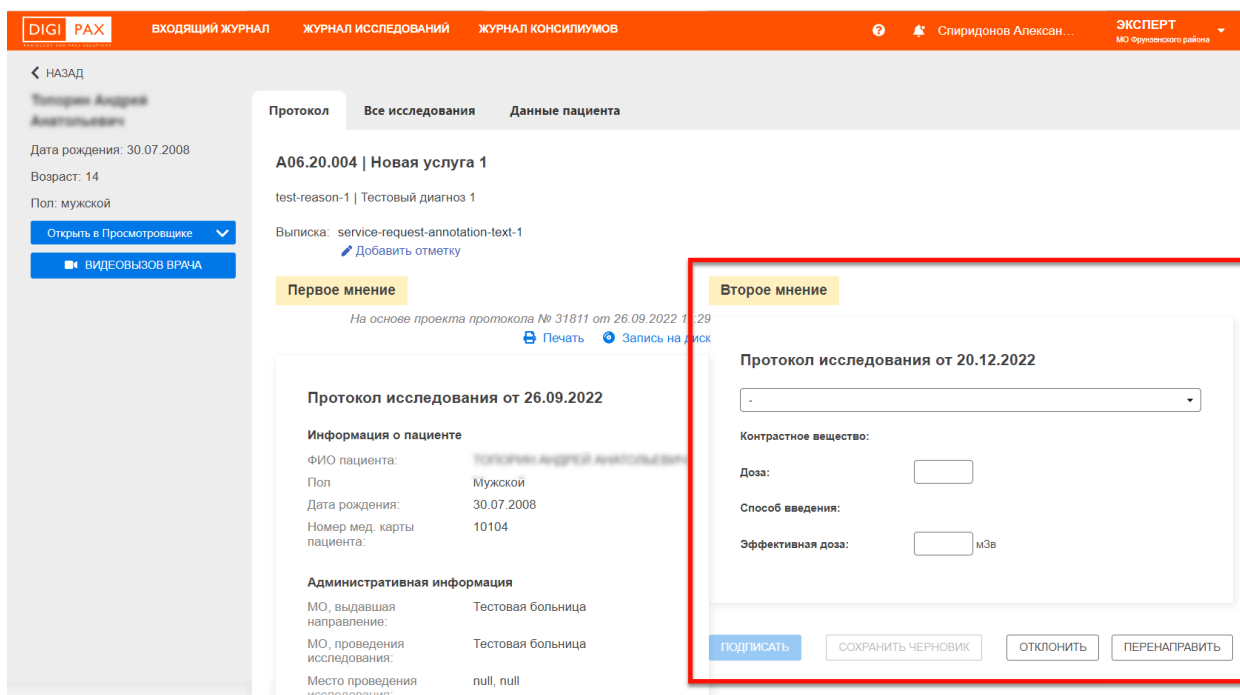 DIGI PAX
ВХОДЯЩИЙ ЖУРНАЛ
ЖУРНАЛ ИССЛЕДОВАНИЙ
ЖУРНАЛ КОНСИЛИУМОВ
?
Спиридонов Алексан...
ЭКСПЕРТ
МО Фрунзенского района
НАЗАД
Дата рождения: 30.07.2008
Возраст: 14
Пол: мужской
Открыть в Просмотровщике
ВИДЕОВЫЗОВ ВРАЧА
Протокол
Все исследования
Данные пациента
A06.20.004 | Новая услуга 1
test-reason-1 | Тестовый диагноз 1
Выписка: service-request-annotation-text-1
Добавить отметку
Первое мнение
На основе проекта протокола № 31811 от 26.09.2022
Печать
Запись на диск
Протокол исследования от 26.09.2022
Информация о пациенте
ФИО пациента:
Пол Мужской
Дата рождения: 30.07.2008
Номер мед. карты 10104
пациента:
Административная информация
МО, выдавшая Тестовая больница
направление:
МО, проведения Тестовая больница
исследования:
Место проведения null, null
исследования:
Второе мнение
Протокол исследования от 20.12.2022
-
Контрастное вещество:
Доза:
Способ введения:
Эффективная доза: мЗв
ПОДПИСАТЬ
СОХРАНИТЬ ЧЕРНОВИК
ОТКЛОНИТЬ
ПЕРЕНАПРАВИТЬ